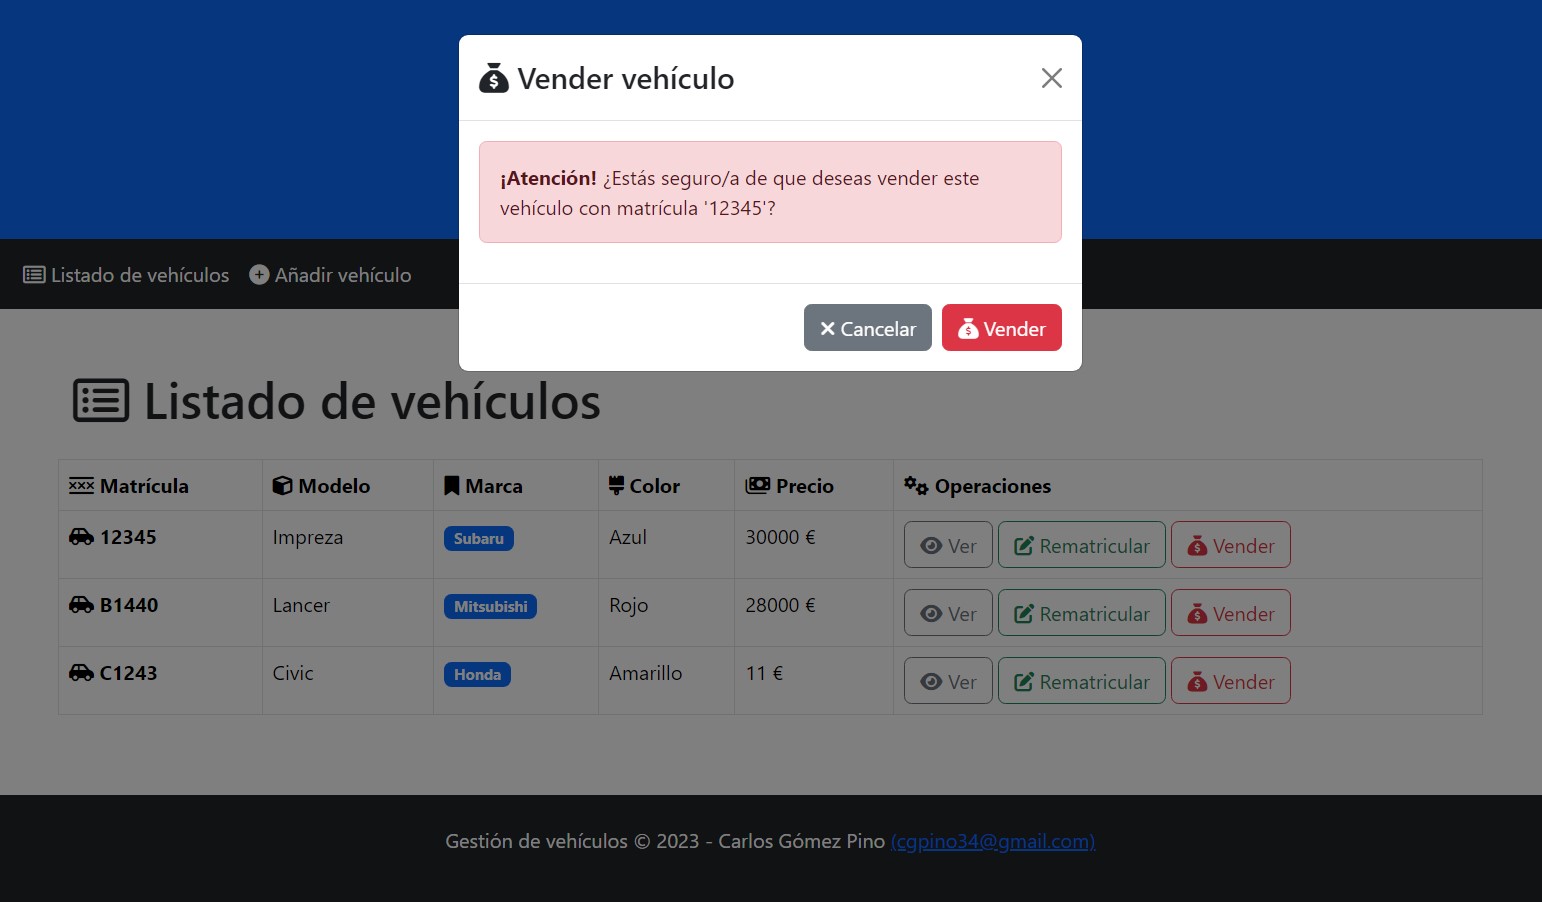 Vender vehículo
¡Atención! ¿Estás seguro/a de que deseas vender este
vehículo con matrícula '12345'?
Cancelar Vender
Listado de vehículos Añadir vehículo
Listado de vehículos
Matrícula Modelo Marca Color Precio Operaciones
12345 Impreza Subaru Azul 30000 € Ver Rematricular Vender
B1440 Lancer Mitsubishi Rojo 28000 € Ver Rematricular Vender
C1243 Civic Honda Amarillo 11 € Ver Rematricular Vender
Gestión de vehículos © 2023 - Carlos Gómez Pino (cgpino34@gmail.com)